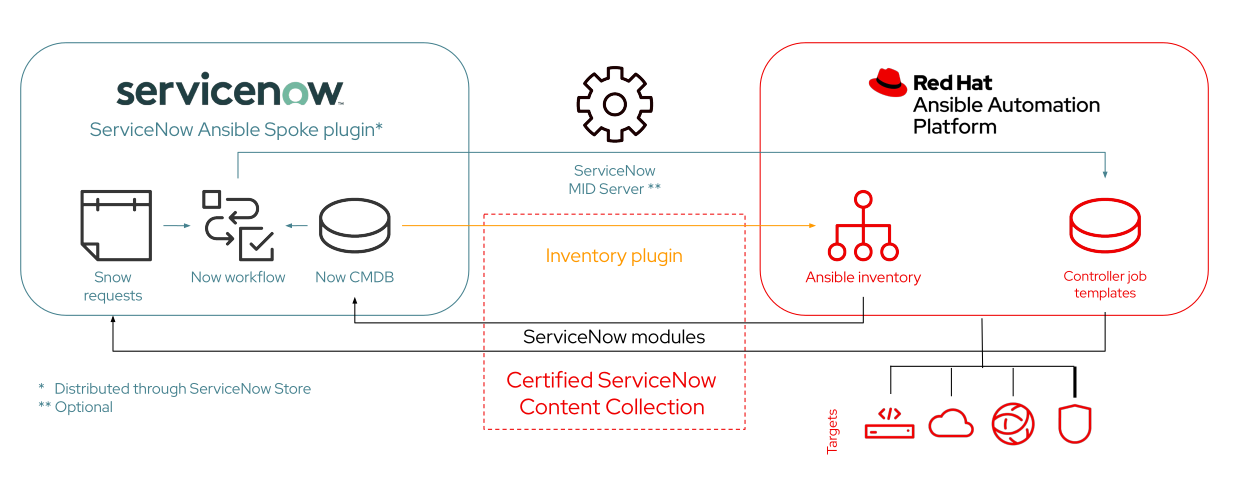 servicenow™
ServiceNow Ansible Spoke plugin*
Red Hat
Ansible Automation
Platform
ServiceNow
MID Server **
Snow
requests
Now workflow
Now CMDB
Inventory plugin
Ansible inventory
Controller job
templates
ServiceNow modules
Certified ServiceNow
Content Collection
* Distributed through ServiceNow Store
** Optional
Targets
</>